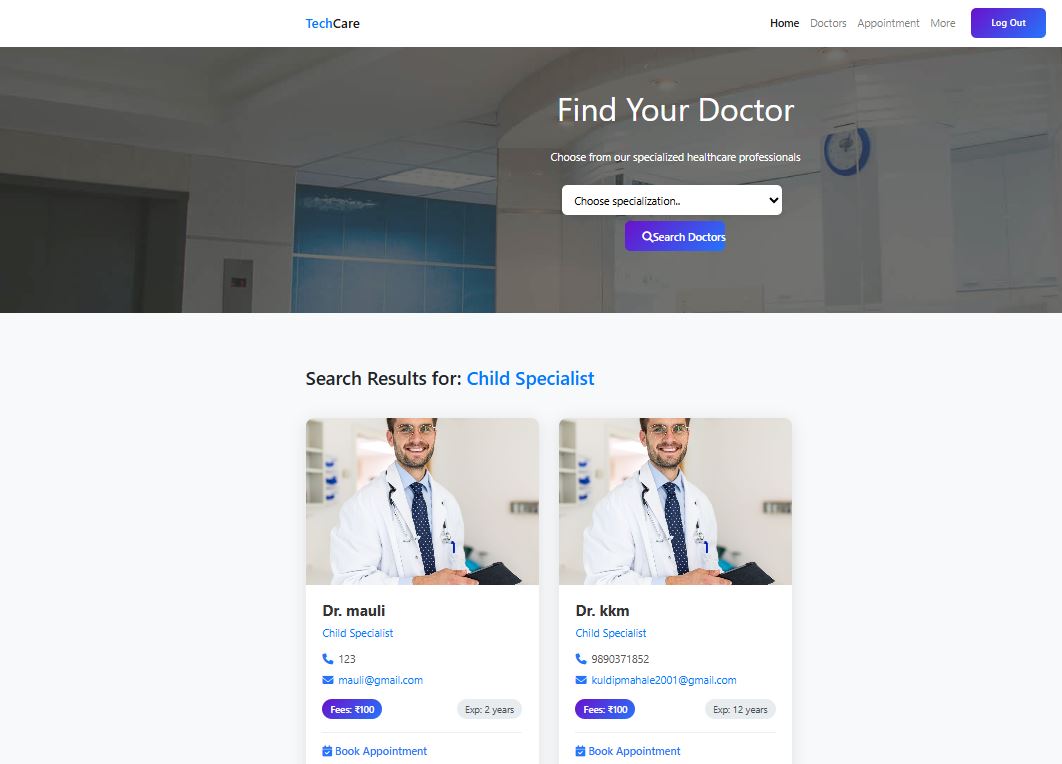 TechCare
Home Doctors Appointment More Log Out
Find Your Doctor
Choose from our specialized healthcare professionals
Choose specialization..
Search Doctors
Search Results for: Child Specialist
Dr. mauli
Child Specialist
123
mauli@gmail.com
Fees: ₹100 Exp: 2 years
Book Appointment
Dr. kkm
Child Specialist
9890371852
kuldipmahale2001@gmail.com
Fees: ₹100 Exp: 12 years
Book Appointment